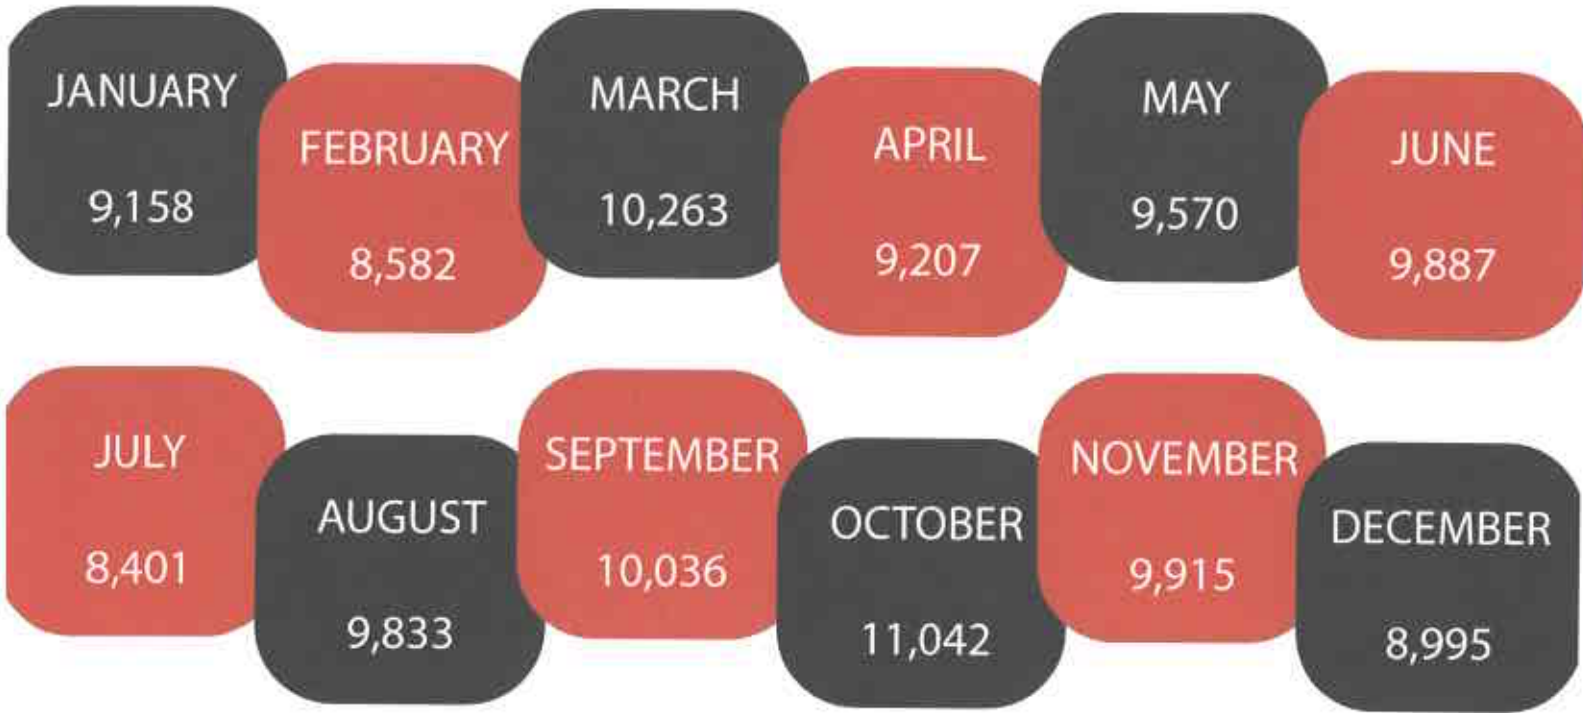 JANUARY
9,158
FEBRUARY
8,582
MARCH
10,263
APRIL
9,207
MAY
9,570
JUNE
9,887
JULY
8,401
AUGUST
9,833
SEPTEMBER
10,036
OCTOBER
11,042
NOVEMBER
9,915
DECEMBER
8,995